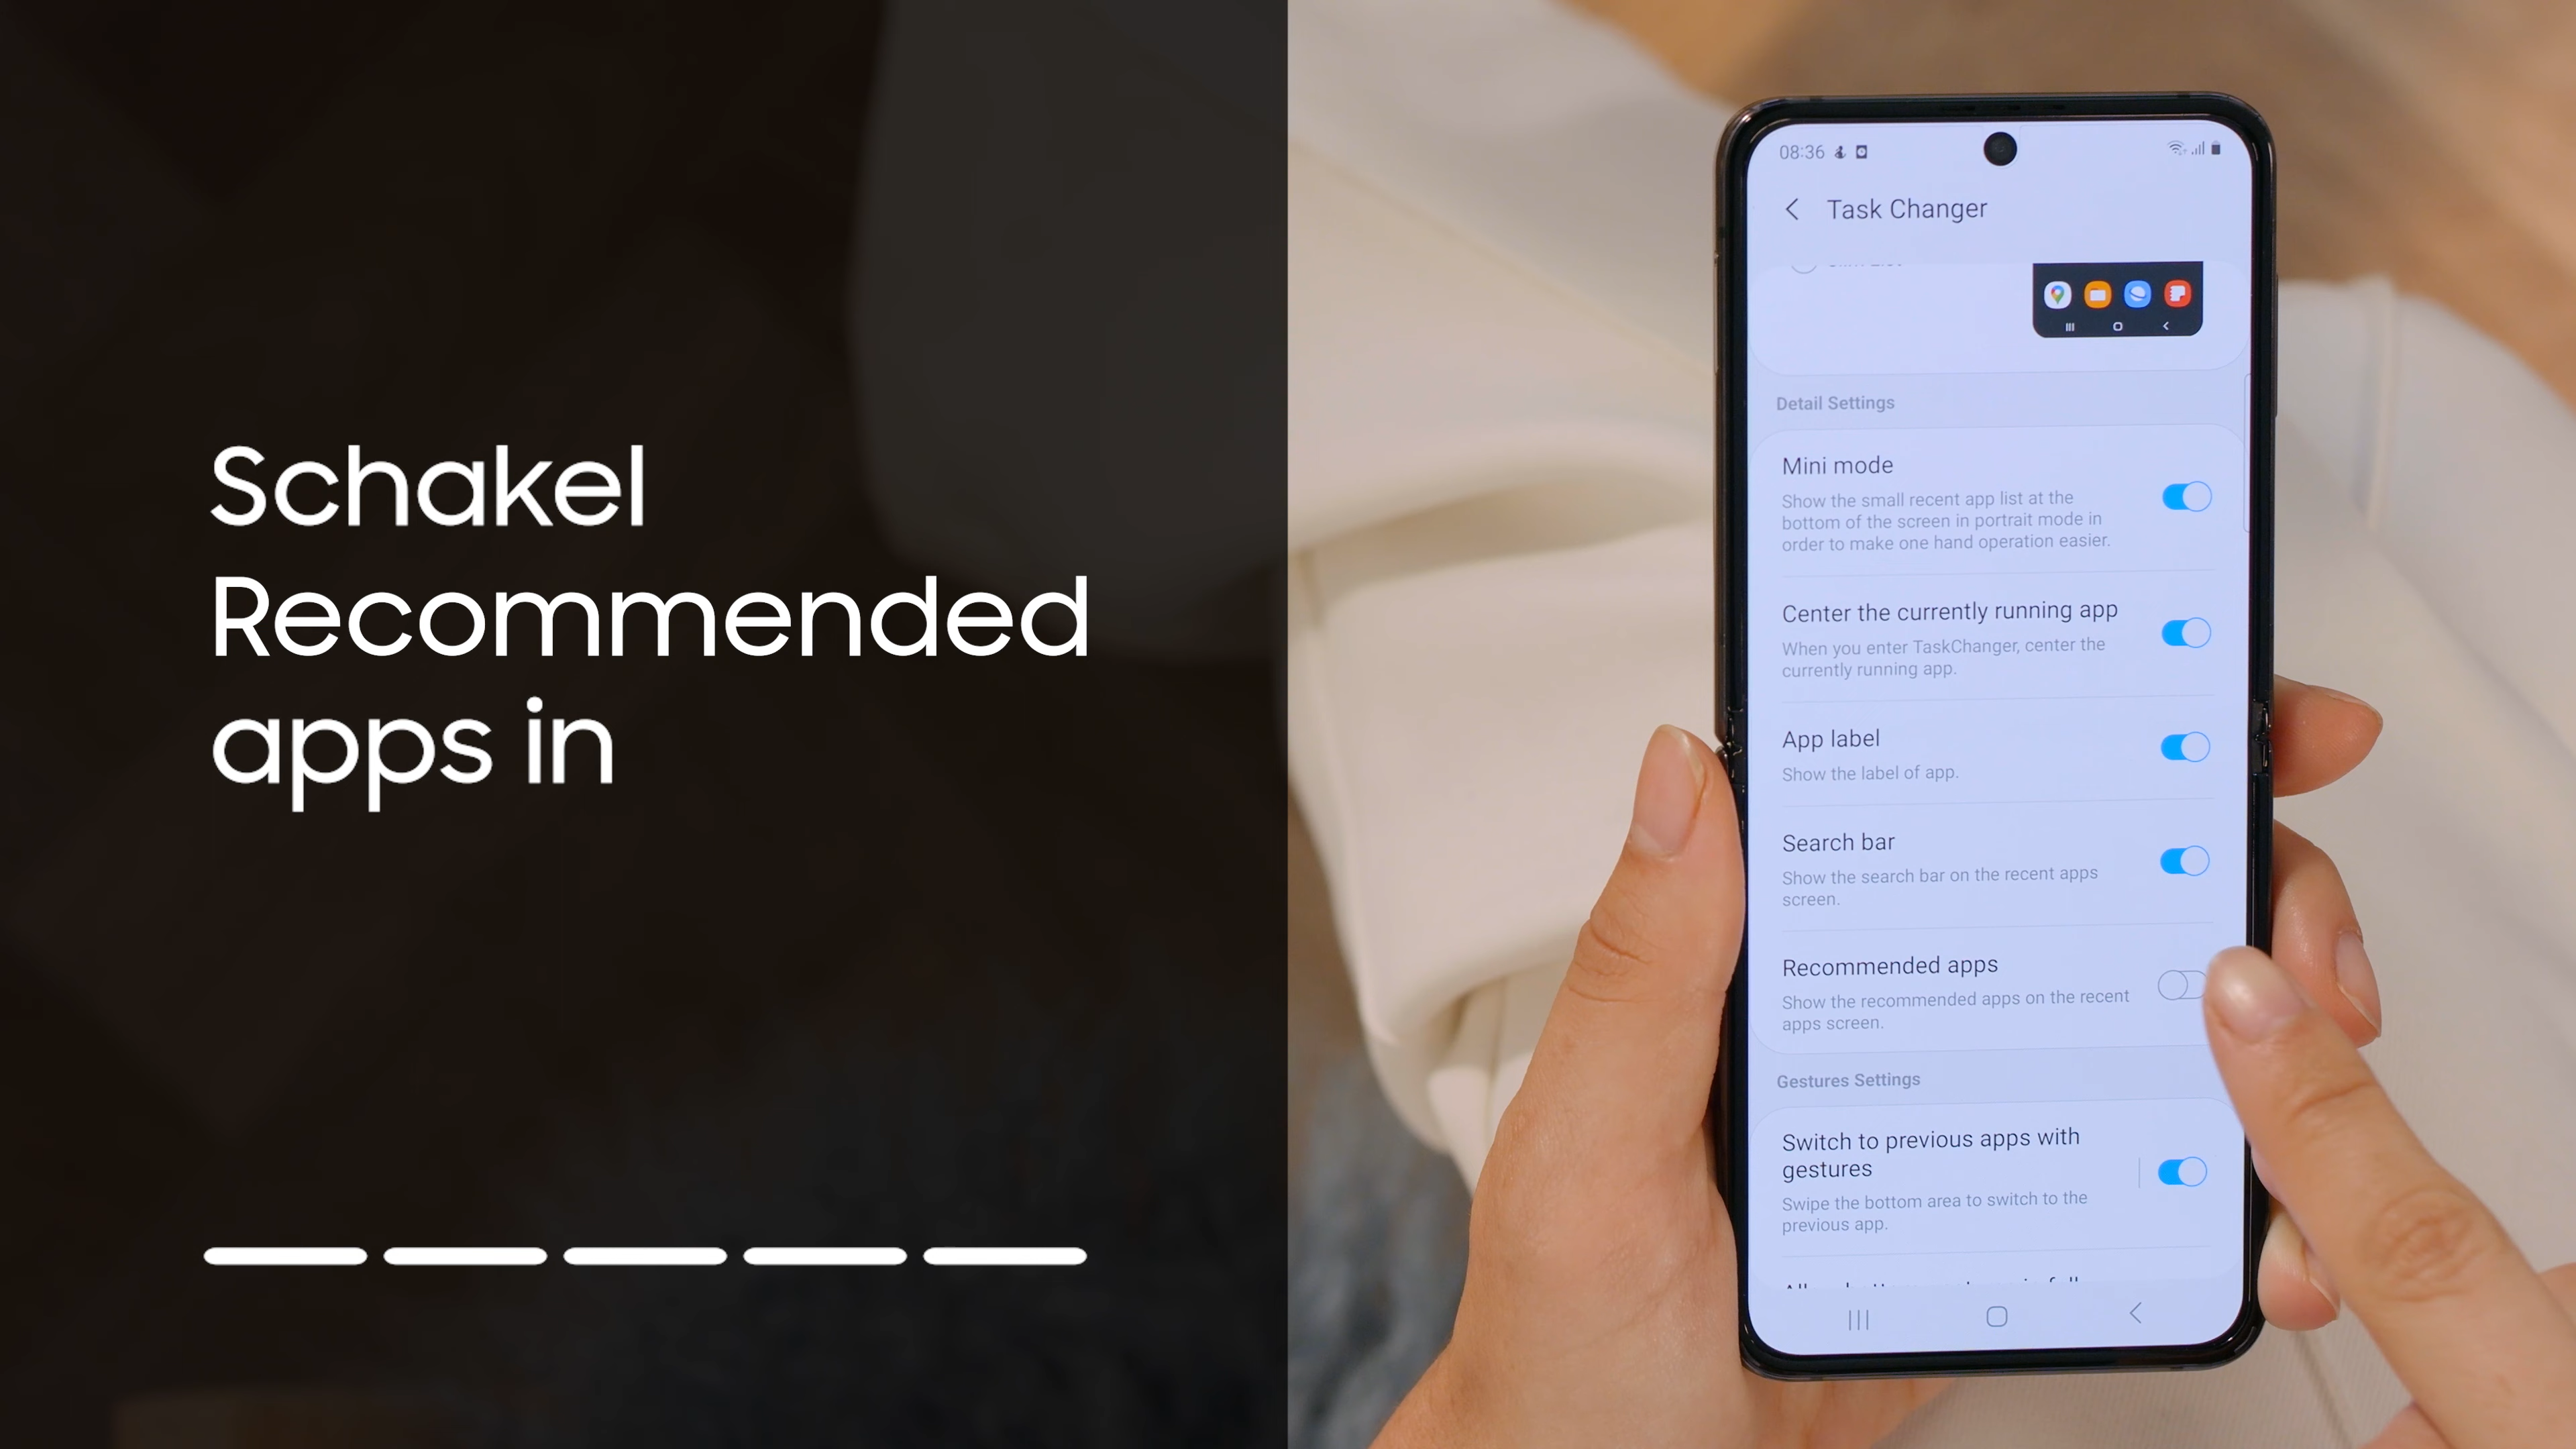 Schakel
Recommended
apps in
08:36
Task Changer
Detail Settings
Mini mode
Show the small recent app list at the
bottom of the screen in portrait mode in
order to make one hand operation easier.
Center the currently running app
When you enter TaskChanger, center the
currently running app.
App label
Show the label of app.
Search bar
Show the search bar on the recent apps
screen.
Recommended apps
Show the recommended apps on the recent
apps screen.
Gestures Settings
Switch to previous apps with
gestures
Swipe the bottom area to switch to the
previous app.